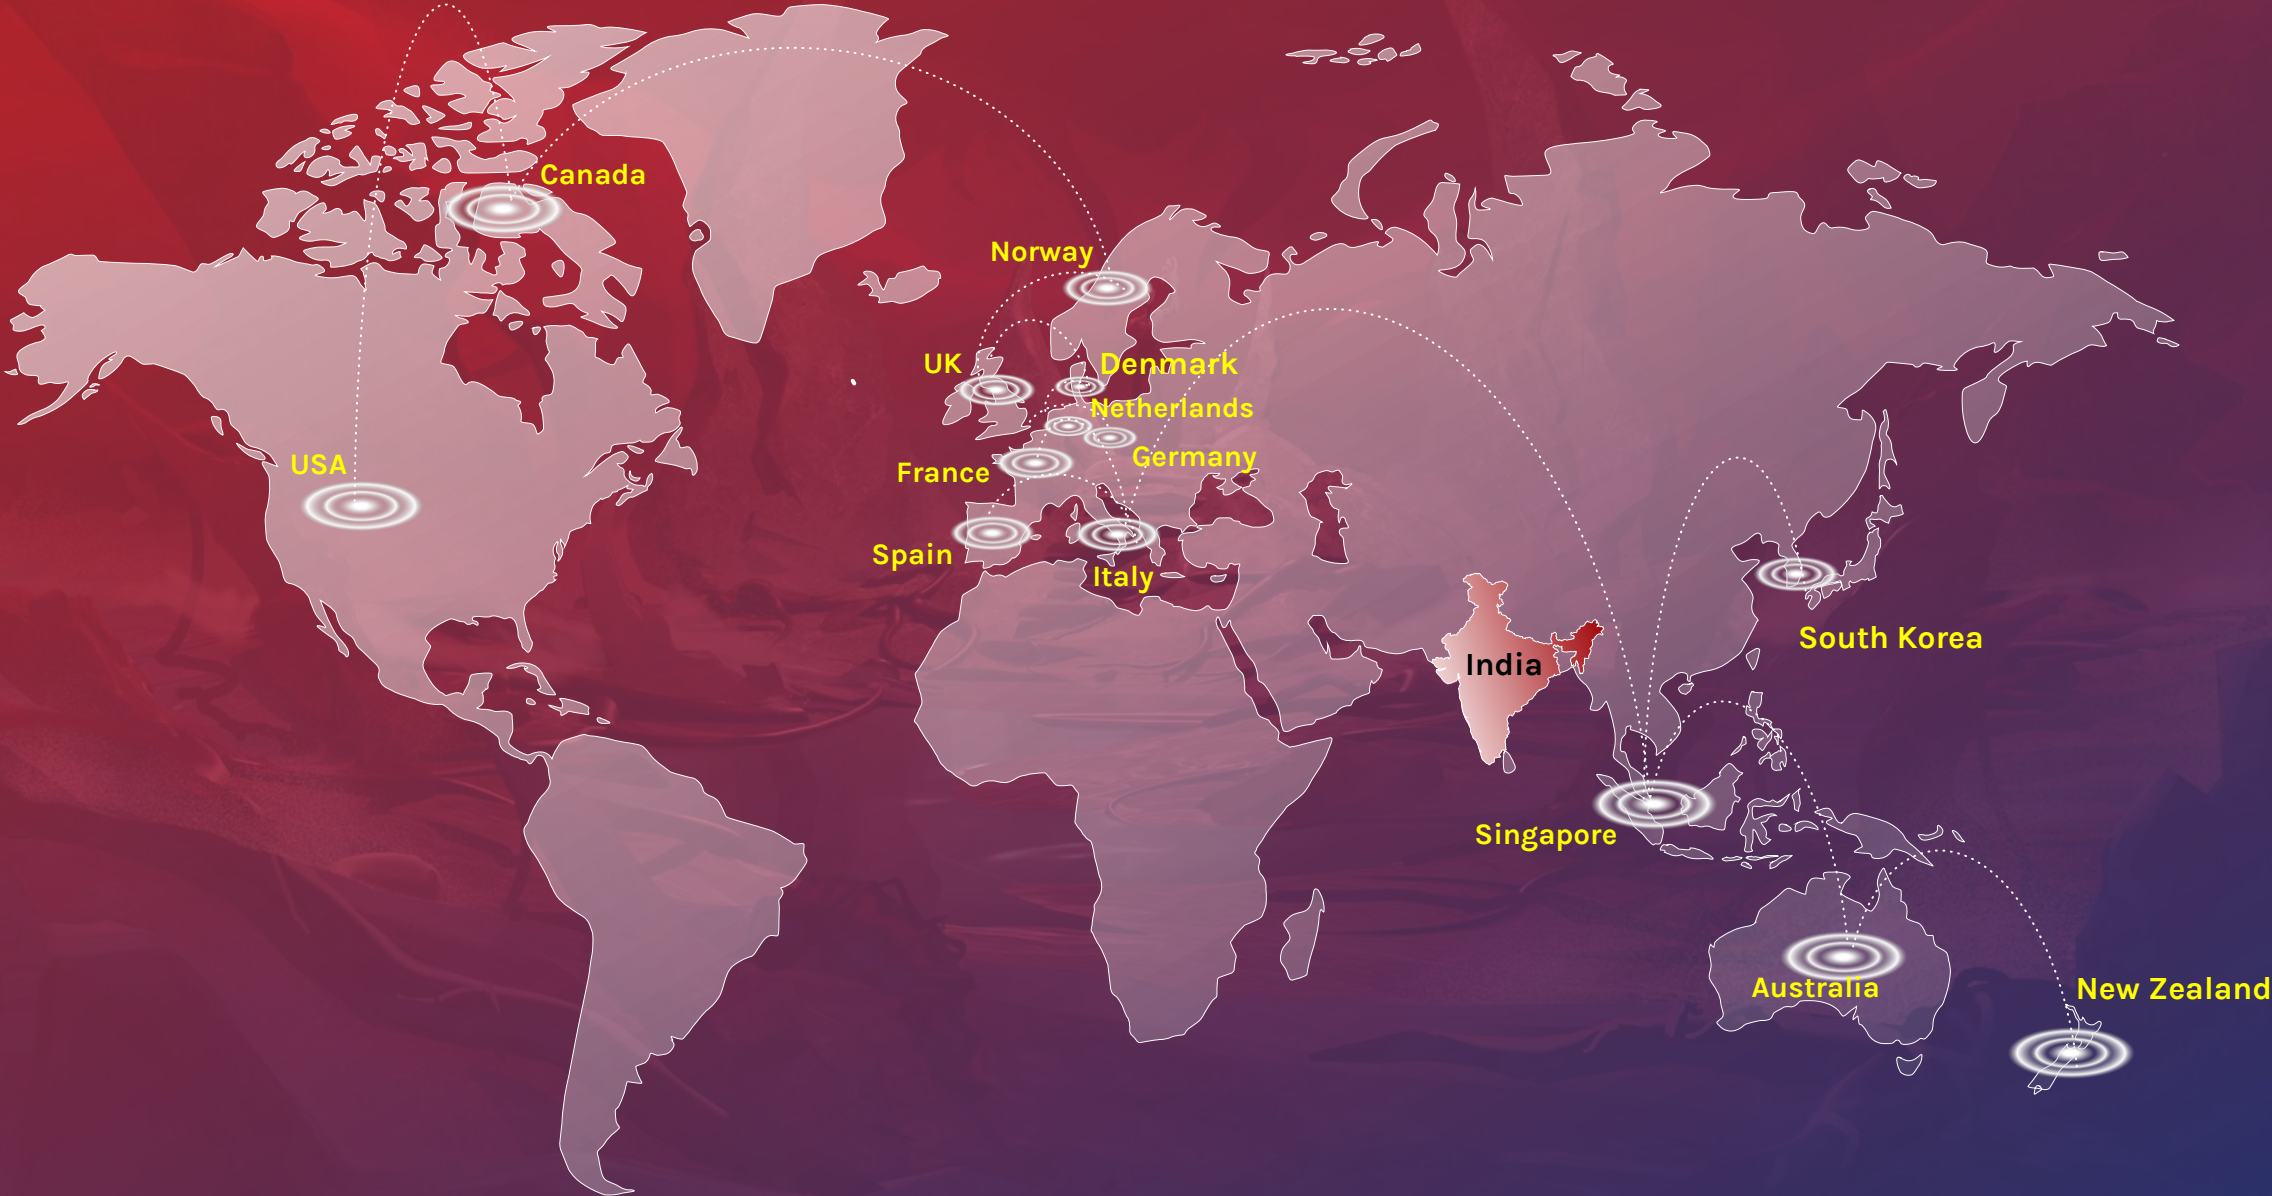 Canada
Norway
UK
Denmark
Netherlands
USA
France
Germany
Spain
Italy
South Korea
India
Singapore
Australia
New Zealand